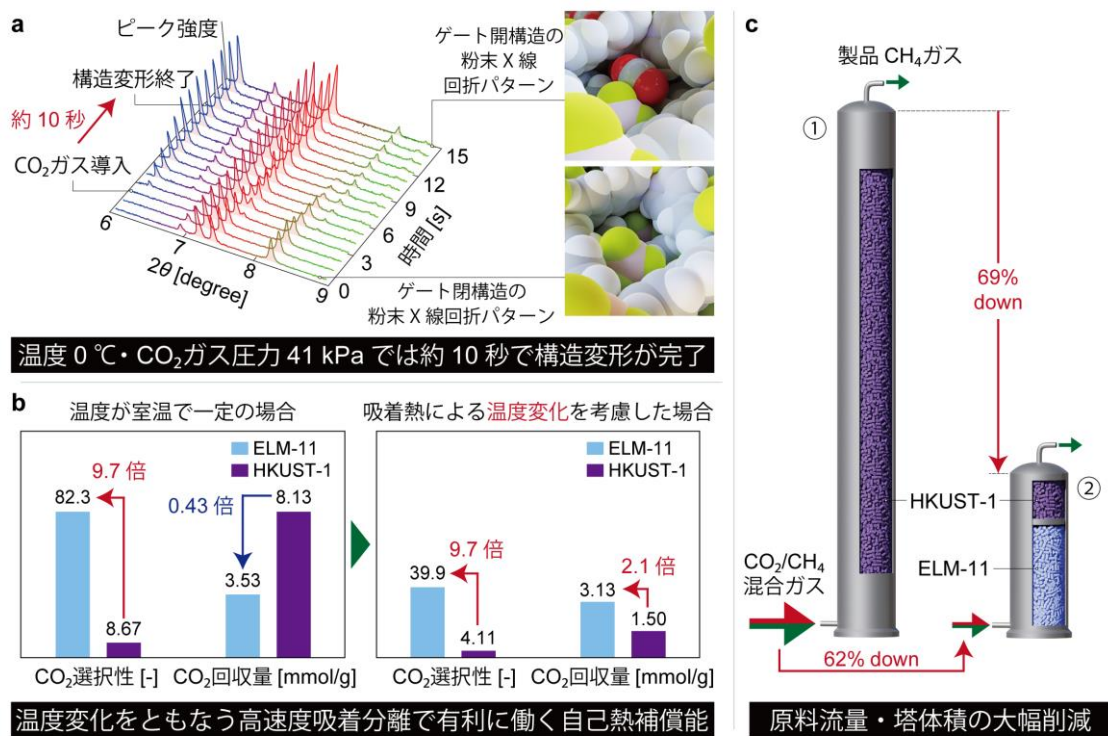 a
ピーク強度
構造変形終了
約 10 秒
CO₂ガス導入
ゲート開構造の
粉末 X 線
回折パターン
15
12
9
6
3
0
時間 [s]
6
7
8
9
2θ [degree]
ゲート閉構造の
粉末 X 線回折パターン
温度 0 ℃・CO₂ガス圧力 41 kPa では約 10 秒で構造変形が完了
b
温度が室温で一定の場合
ELM-11
HKUST-1
9.7 倍
82.3
8.67
0.43 倍
8.13
3.53
CO₂選択性 [-]
CO₂回収量 [mmol/g]
吸着熱による温度変化を考慮した場合
ELM-11
HKUST-1
9.7 倍
39.9
4.11
2.1 倍
3.13
1.50
CO₂選択性 [-]
CO₂回収量 [mmol/g]
温度変化をともなう高速度吸着分離で有利に働く自己熱補償能
c
製品 CH₄ガス
①
69%
down
②
HKUST-1
ELM-11
CO₂/CH₄
混合ガス
62% down
原料流量・塔体積の大幅削減